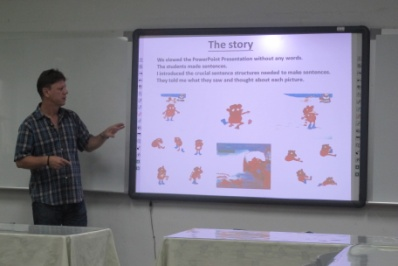 The story
We viewed the PowerPoint Presentation without any words.
The students made sentences.
I introduced the crucial sentence structures needed to make sentences.
They told me what they saw and thought about each picture.